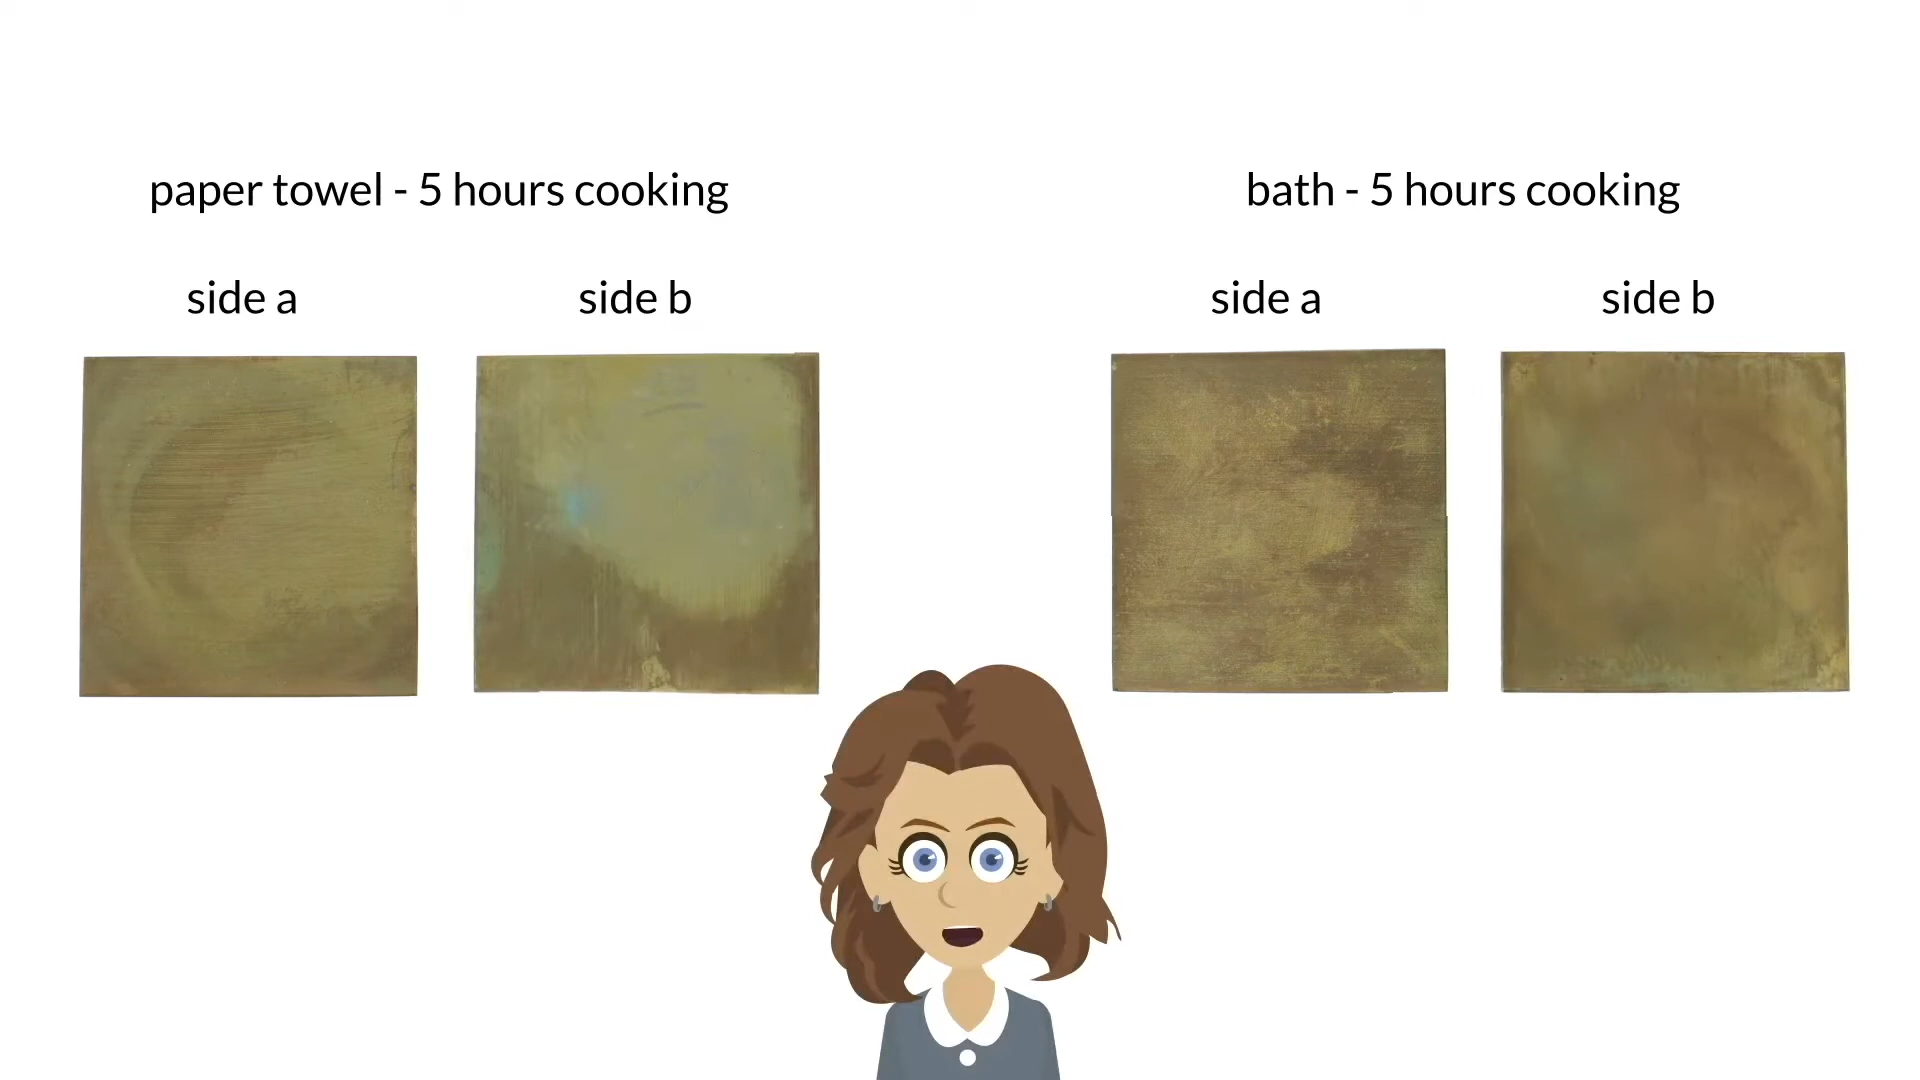 paper towel - 5 hours cooking
bath - 5 hours cooking
side a
side b
side a
side b